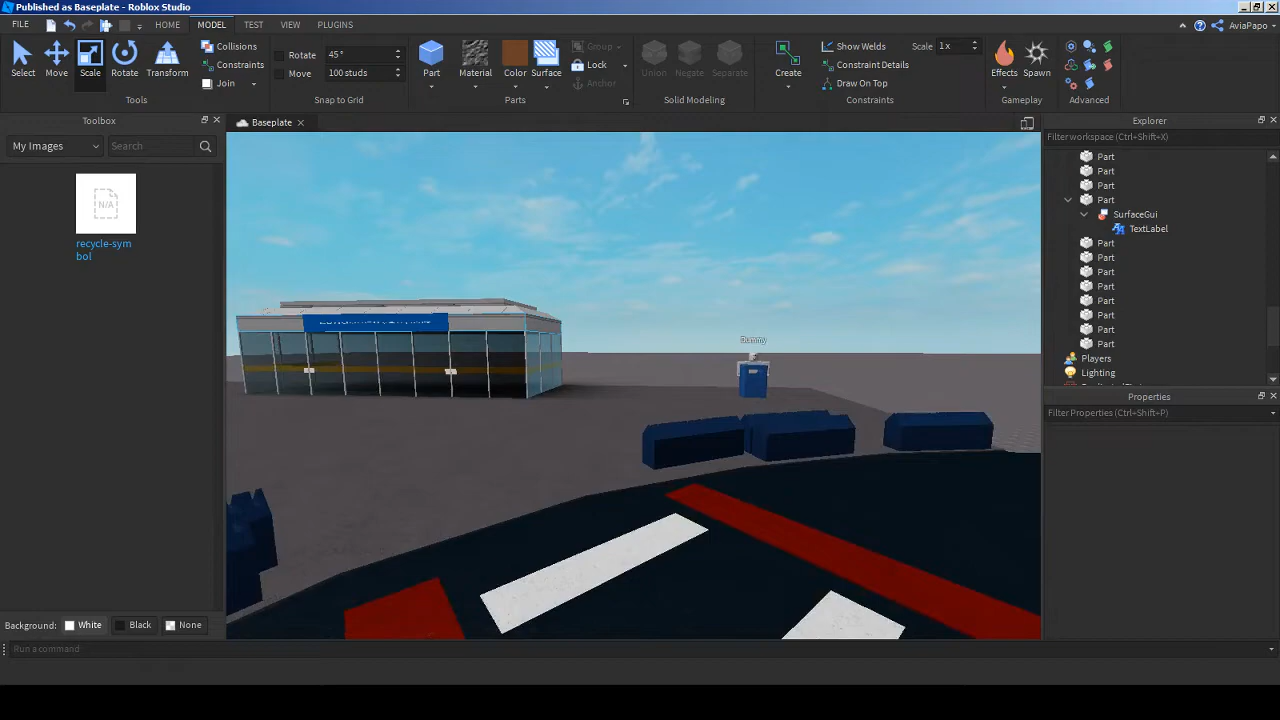 Published as Baseplate - Roblox Studio
FILE
HOME
MODEL
TEST
VIEW
PLUGINS
AviaPapo
Select
Move
Scale
Rotate
Transform
Collisions
Constraints
Join
Tools
Rotate
45 °
Move
100 studs
Snap to Grid
Part
Material
Color
Surface
Group
Lock
Anchor
Parts
Union
Negate
Separate
Solid Modeling
Create
Show Welds
Scale
1 x
Constraint Details
Draw On Top
Constraints
Effects
Spawn
Gameplay
Advanced
Toolbox
My Images
Search
N/A
recycle-sym
bol
Background:
White
Black
None
Baseplate
Dummy
Explorer
Filter workspace (Ctrl+Shift+X)
Part
Part
Part
Part
SurfaceGui
TextLabel
Part
Part
Part
Part
Part
Part
Part
Part
Players
Lighting
Properties
Filter Properties (Ctrl+Shift+P)
Run a command